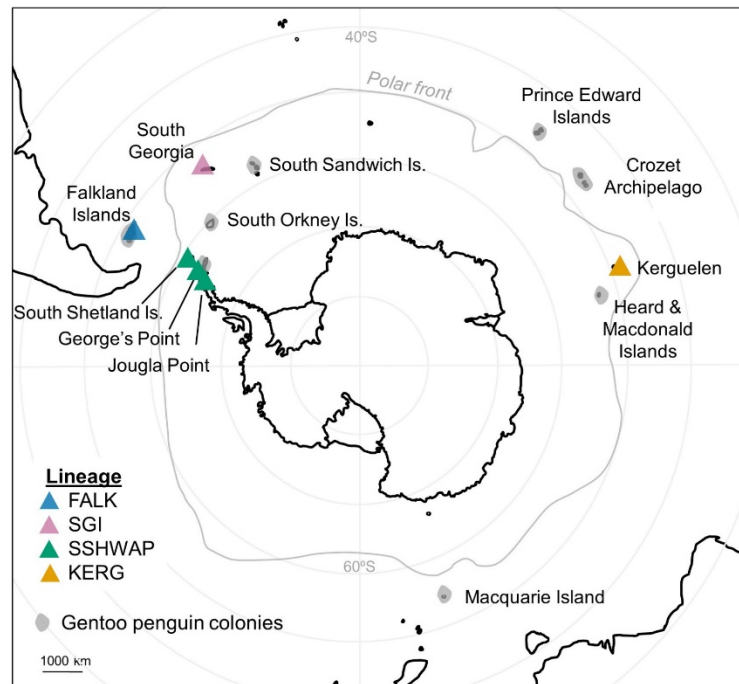 40°S
Polar front
Prince Edward
Islands
South
Georgia
South Sandwich Is.
Crozet
Archipelago
Falkland
Islands
South Orkney Is.
Kerguelen
South Shetland Is.
George's Point
Jougla Point
Heard &
Macdonald
Islands
Lineage
FALK
SGI
SSHWAP
KERG
60°S
Macquarie Island
Gentoo penguin colonies
1000 KM